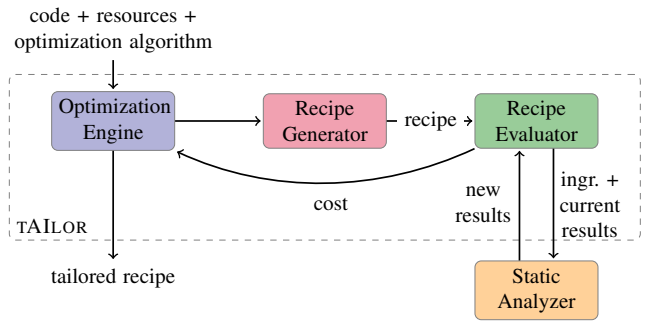 code + resources +
optimization algorithm
Optimization
Engine
Recipe
Generator
recipe
Recipe
Evaluator
cost
new
results
ingr. +
current
results
TAILOR
tailored recipe
Static
Analyzer